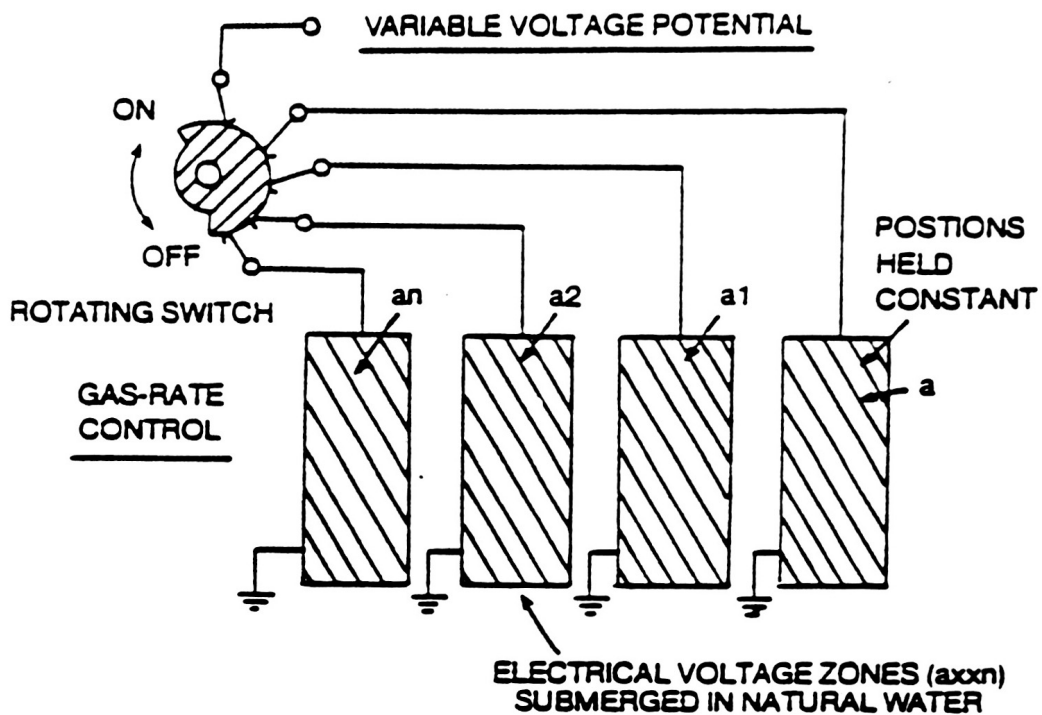 VARIABLE VOLTAGE POTENTIAL
ON
OFF
ROTATING SWITCH
GAS-RATE
CONTROL
an
a2
a1
POSTIONS
HELD
CONSTANT
a
ELECTRICAL VOLTAGE ZONES (axxn)
SUBMERGED IN NATURAL WATER